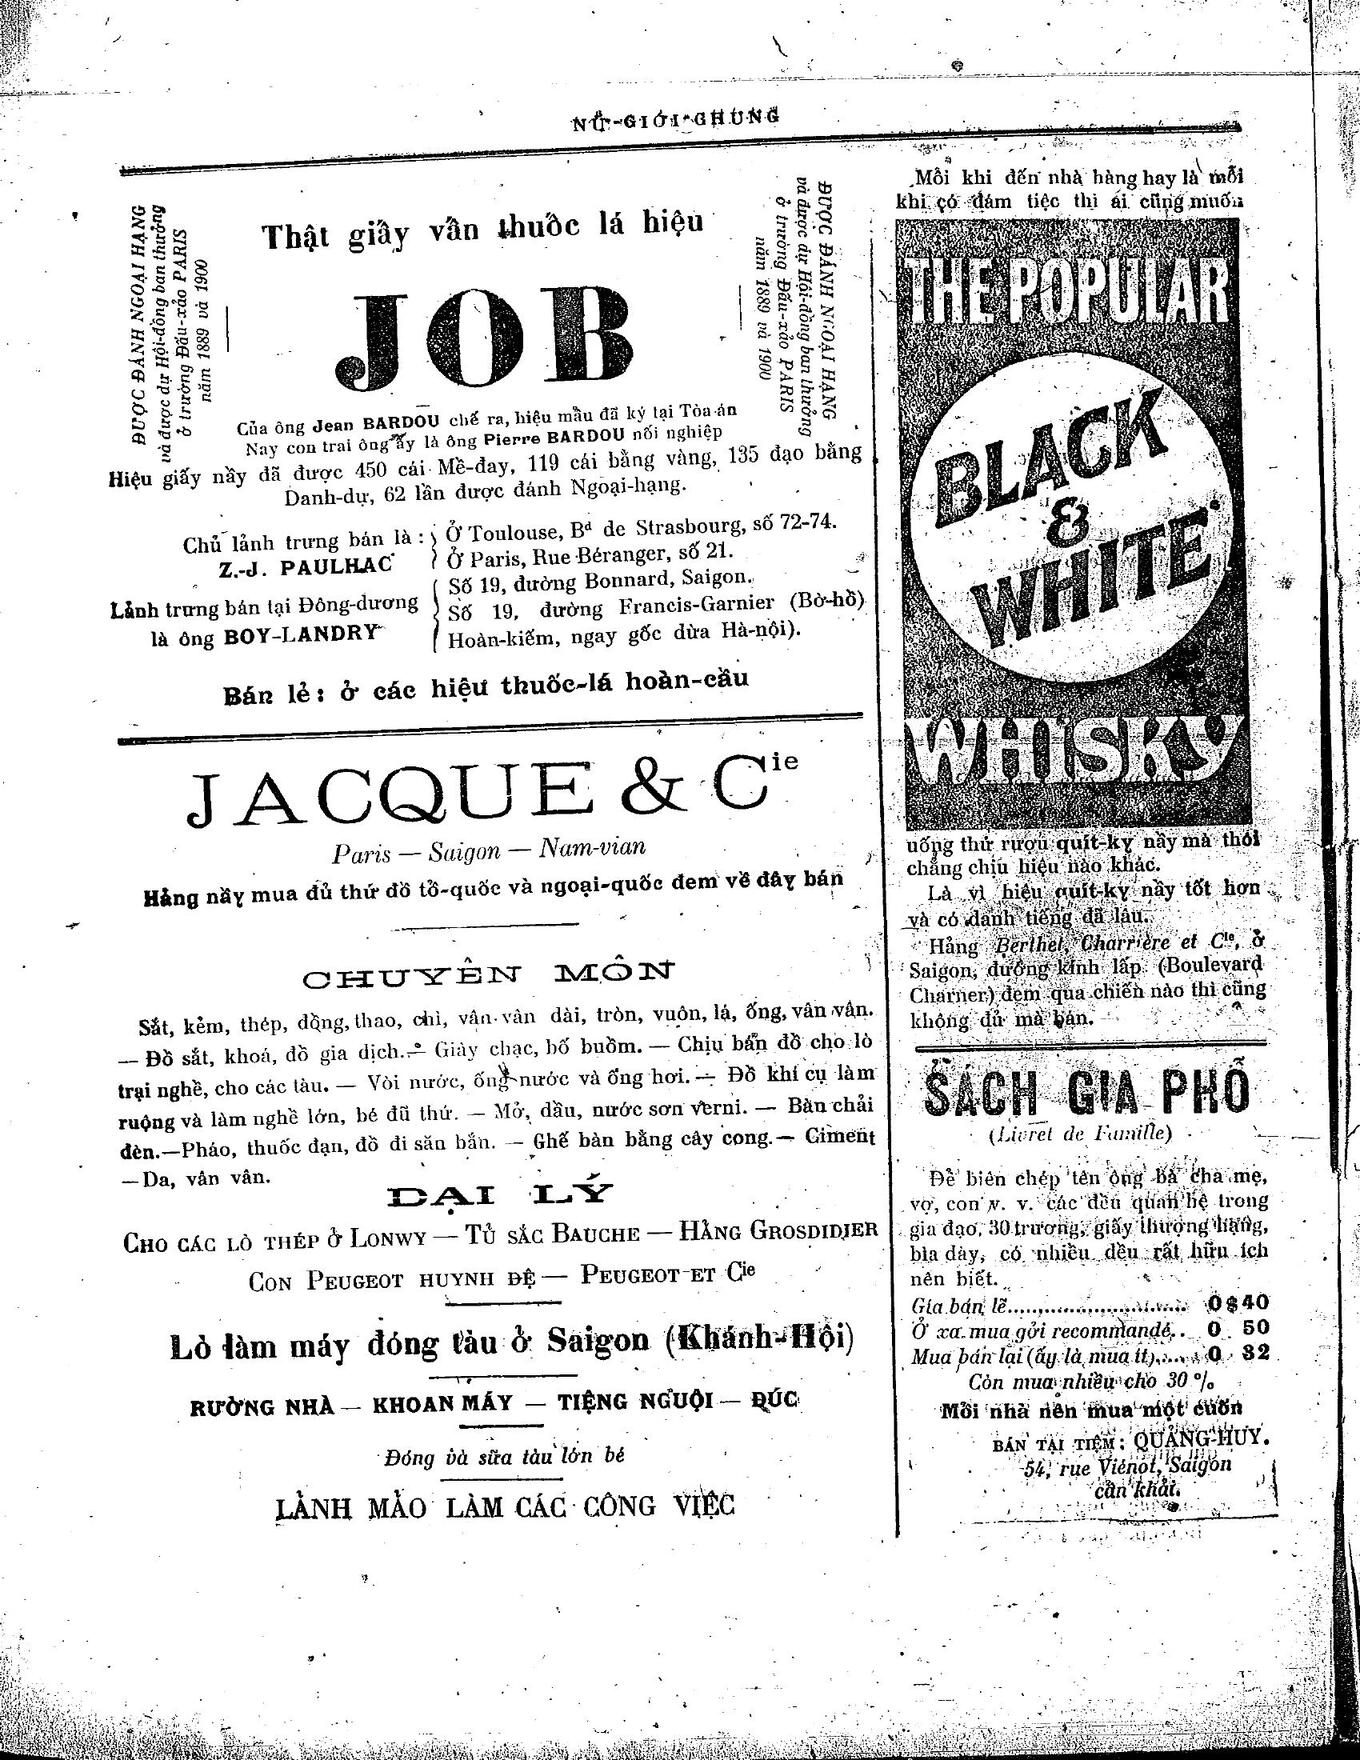 NỮ-GIỚI-CHUNG
ĐƯỢC ĐÁNH NGOẠI HẠNG
và được dự Hội-đồng ban thưởng
ở trường Đấu-xảo PARIS
năm 1889 và 1900
Thật giấy vấn thuốc lá hiệu
JOB
ĐƯỢC ĐÁNH NGOẠI HẠNG
và được dự Hội-đồng ban thưởng
ở trường Đấu-xảo PARIS
năm 1889 và 1900
Của ông Jean BARDOU chế ra, hiệu mẫu đã ký tại Tòa án
Nay con trai ông ấy là ông Pierre BARDOU nối nghiệp
Hiệu giấy nầy đã được 450 cái Mề-đay, 119 cái bằng vàng, 135 đạo bằng
Danh-dự, 62 lần được đánh Ngoại-hạng.
Chủ lãnh trưng bán là :
Z.-J. PAULHAC
Ở Toulouse, Bd de Strasbourg, số 72-74.
Ở Paris, Rue Béranger, số 21.
Lảnh trưng bán tại Đông-dương
là ông BOY-LANDRY
Số 19, đường Bonnard, Saigon.
Số 19, đường Francis-Garnier (Bờ-hồ)
Hoàn-kiếm, ngay gốc dừa Hà-nội).
Bán lẻ : ở các hiệu thuốc-lá hoàn-cầu
JACQUE & Cie
Paris — Saigon — Nam-vian
Hảng nầy mua đủ thứ đồ tổ-quốc và ngoại-quốc đem về đây bán
CHUYÊN MÔN
Sắt, kẻm, thép, đồng, thao, chì, vân vân dài, tròn, vuôn, lá, ống, vân vân.
— Đồ sắt, khoá, đồ gia dịch. — Giây chạc, bố buồm. — Chịu bán đồ cho lò
trại nghề, cho các tàu. — Vòi nước, ống nước và ống hơi. — Đồ khí cụ làm
ruộng và làm nghề lớn, bé đủ thứ. — Mở, dầu, nước sơn verni. — Bàn chải
đèn. — Pháo, thuốc đạn, đồ đi săn bắn. — Ghế bàn bằng cây cong. — Ciment
— Da, vân vân.
DẠI LÝ
CHO CÁC LÒ THÉP Ở LONWY — TỦ SẮC BAUCHE — HẢNG GROSDIDIER
CON PEUGEOT HUYNH ĐỆ — PEUGEOT ET Cie
Lò làm máy đóng tàu ở Saigon (Khánh-Hội)
RƯỜNG NHÀ — KHOAN MÁY — TIỆNG NGUỘI — ĐÚC
Đóng và sữa tàu lớn bé
LẢNH MẢO LÀM CÁC CÔNG VIỆC
Mỗi khi đến nhà hàng hay là mỗi
khi có đám tiệc thì ai cũng muốn
THE POPULAR
BLACK
&
WHITE
WHISKY
uống thứ rượu quít-ky nầy mà thôi
chẳng chịu hiệu nào khác.
Là vì hiệu quít-ky nầy tốt hơn
và có danh tiếng đã lâu.
Hảng Berthet, Charrière et Cie, ở
Saigon, đường kinh lấp (Boulevard
Charner) đem qua chiến nào thì cũng
không đủ mà bán.
SÁCH GIA PHỔ
(Livret de Famille)
Để biên chép tên ông bà cha mẹ,
vợ, con v. v. các đều quan hệ trong
gia đạo, 30 trương, giấy thượng hạng,
bìa dày, có nhiều đều rất hữu ích
nên biết.
Gia bán lẽ.............................. 0$40
Ở xa mua gởi recommandé.. 0 50
Mua bán lại (ấy là mua ít)...... 0 32
Còn mua nhiều cho 30 %
Mỗi nhà nên mua một cuốn
BÁN TẠI TIỆM : QUẢNG-HUY.
54, rue Viénot, Saigon
cẩn khải.